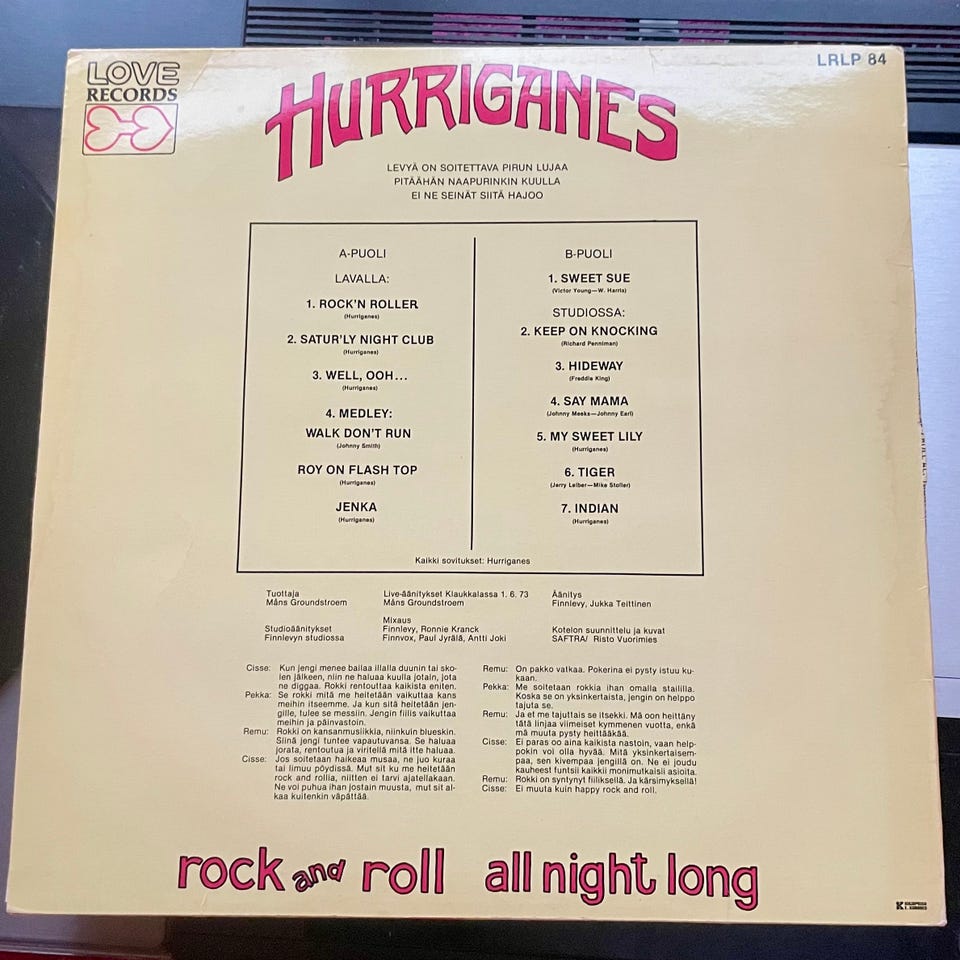 LOVE
RECORDS
LRLP 84
HURRIGANES
LEVYÄ ON SOITETTAVA PIRUN LUJAA
PITÄÄHÄN NAAPURINKIN KUULLA
EI NE SEINÄT SIITÄ HAJOO
A-PUOLI
LAVALLA:
1. ROCK'N ROLLER
(Hurriganes)
2. SATUR'LY NIGHT CLUB
(Hurriganes)
3. WELL, OOH...
(Hurriganes)
4. MEDLEY:
WALK DON'T RUN
(Johnny Smith)
ROY ON FLASH TOP
(Hurriganes)
JENKA
(Hurriganes)
B-PUOLI
1. SWEET SUE
(Victor Young—W. Harris)
STUDIOSSA:
2. KEEP ON KNOCKING
(Richard Penniman)
3. HIDEWAY
(Freddie King)
4. SAY MAMA
(Johnny Meeks—Johnny Earl)
5. MY SWEET LILY
(Hurriganes)
6. TIGER
(Jerry Leiber—Mike Stoller)
7. INDIAN
(Hurriganes)
Kaikki sovitukset: Hurriganes
Tuottaja
Måns Groundstroem
Studioäänitykset
Finnlevyn studiossa
Live-äänitykset Klaukkalassa 1. 6. 73
Måns Groundstroem
Mixaus
Finnlevy, Ronnie Kranck
Finnvox, Paul Jyrälä, Antti Joki
Äänitys
Finnlevy, Jukka Teittinen
Kotelon suunnittelu ja kuvat
SAFTRA/ Risto Vuorimies
Cisse: Kun jengi menee bailaa illalla duunin tai sko-
len jälkeen, niin ne haluaa kuulla jotain, jota
ne diggaa. Rokki rentouttaa kaikista eniten.
Pekka: Se rokki mitä me heitetään vaikuttaa kans
meihin itseemme. Ja kun sitä heitetään jen-
gille, tulee se messiin. Jengin fiilis vaikuttaa
meihin ja päinvastoin.
Remu: Rokki on kansanmusiikkia, niinkuin blueskin.
Siinä jengi tuntee vapautuvansa. Se haluaa
jorata, rentoutua ja viritellä mitä itte haluaa.
Cisse: Jos soitetaan haikeaa musaa, ne juo kuraa
tai limuu pöydissä. Mut sit ku me heitetään
rock and rollia, niitten ei tarvi ajatellakaan.
Ne voi puhua ihan jostain muusta, mut sit al-
kaa kuitenkin väpättää.
Remu: On pakko vatkaa. Pokerina ei pysty istuu ku-
kaan.
Pekka: Me soitetaan rokkia ihan omalla staililla.
Koska se on yksinkertaista, jengin on helppo
tajuta se.
Remu: Ja et me tajuttais se itsekki. Mä oon heittäny
tätä linjaa viimeiset kymmenen vuotta, enkä
mä muuta pysty heittääkää.
Cisse: Ei paras oo aina kaikista nastoin, vaan help-
pokin voi olla hyvää. Mitä yksinkertaisem-
paa, sen kivempaa jengillä on. Ne ei joudu
kauheest funtsii kaikkii monimutkaisii asioita.
Remu: Rokki on syntynyt fiiliksellä. Ja kärsimyksellä!
Cisse: Ei muuta kuin happy rock and roll.
rock and roll all night long